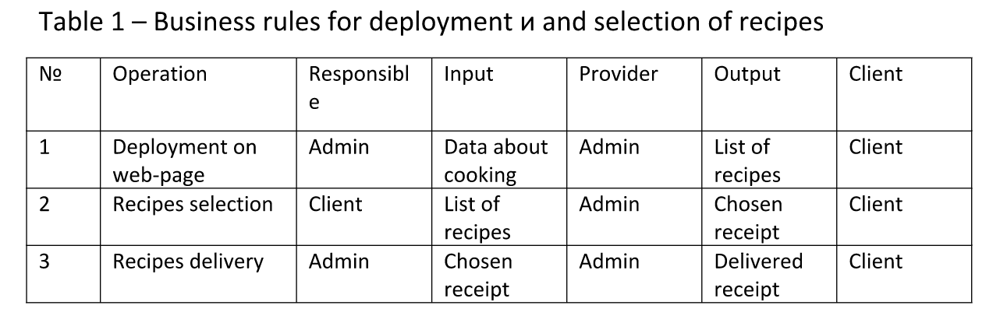 Table 1 – Business rules for deployment и and selection of recipes
№ Operation Responsibl e Input Provider Output Client
1 Deployment on web-page Admin Data about cooking Admin List of recipes Client
2 Recipes selection Client List of recipes Admin Chosen receipt Client
3 Recipes delivery Admin Chosen receipt Admin Delivered receipt Client